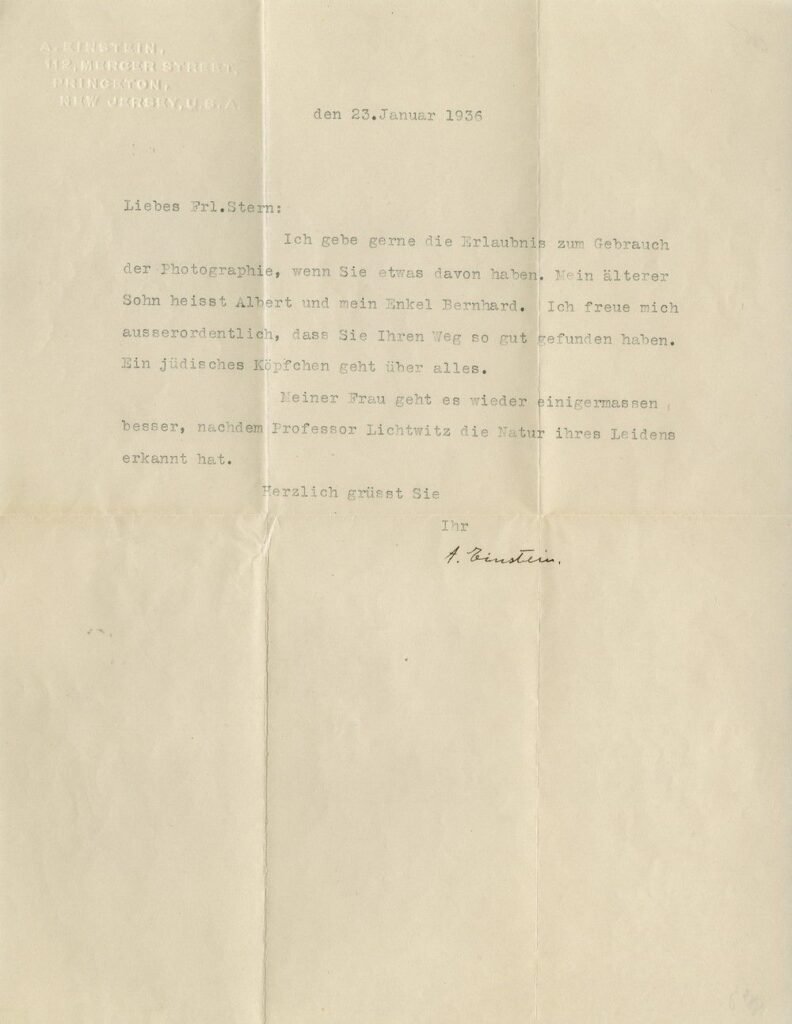 A. EINSTEIN,
112, MERCER STREET,
PRINCETON,
NEW JERSEY, U.S.A
den 23.Januar 1936
Liebes Frl.Stern:
Ich gebe gerne die Erlaubnis zum Gebrauch
der Photographie, wenn Sie etwas davon haben. Mein älterer
Sohn heisst Albert und mein Enkel Bernhard. Ich freue mich
ausserordentlich, dass Sie Ihren Weg so gut gefunden haben.
Ein jüdisches Köpfchen geht über alles.
Meiner Frau geht es wieder einigermassen
besser, nachdem Professor Lichtwitz die Natur ihres Leidens
erkannt hat.
Herzlich grüsst Sie
Ihr
A. Einstein.